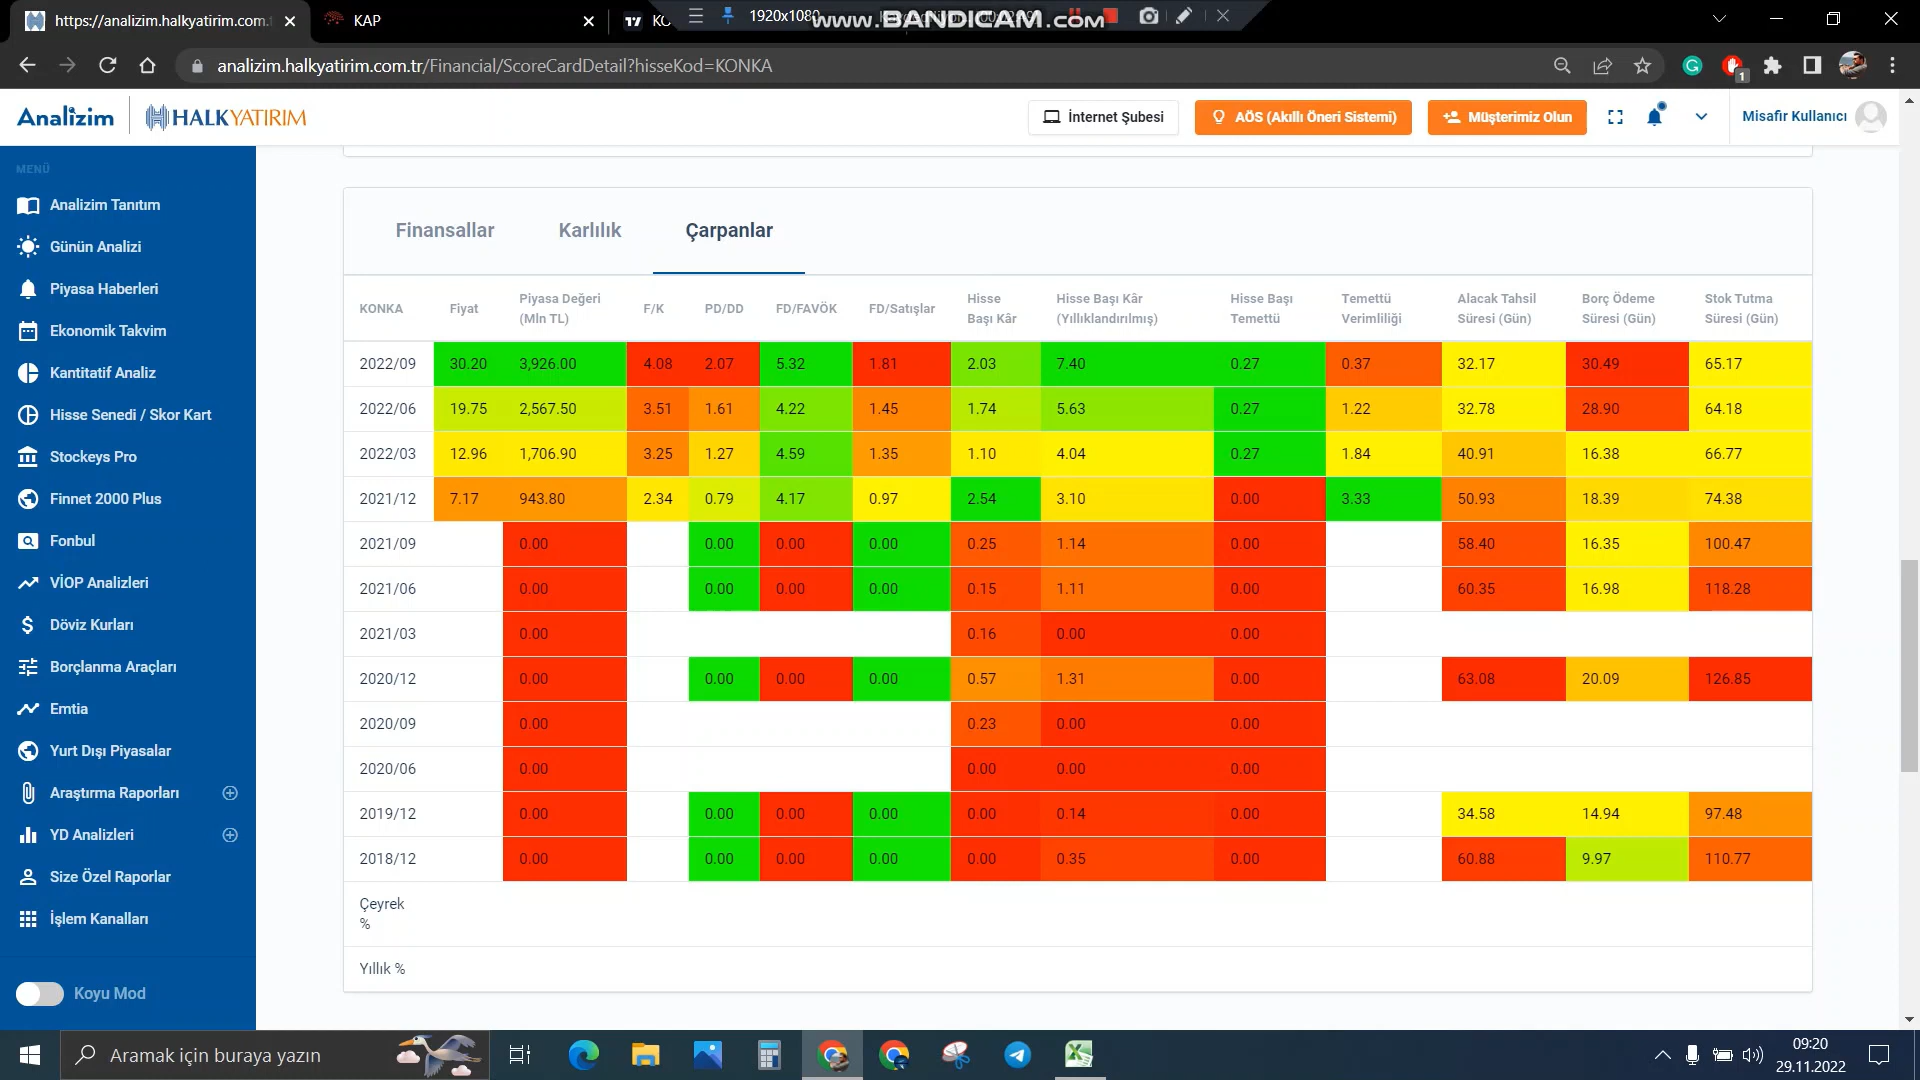 https://analizim.halkyatirim.com.
KAP
KO
1920x1080
www.BANDICAM.com
analizim.halkyatirim.com.tr/Financial/ScoreCardDetail?hisseKod=KONKA
1
Analizim
HALKYATIRIM
İnternet Şubesi
AÖS (Akıllı Öneri Sistemi)
Müşterimiz Olun
Misafir Kullanıcı
MENÜ
Analizim Tanıtım
Günün Analizi
Piyasa Haberleri
Ekonomik Takvim
Kantitatif Analiz
Hisse Senedi / Skor Kart
Stockeys Pro
Finnet 2000 Plus
Fonbul
VİOP Analizleri
Döviz Kurları
Borçlanma Araçları
Emtia
Yurt Dışı Piyasalar
Araştırma Raporları
YD Analizleri
Size Özel Raporlar
İşlem Kanalları
Koyu Mod
Finansallar Karlılık Çarpanlar
KONKA Fiyat Piyasa Değeri (Mln TL) F/K PD/DD FD/FAVÖK FD/Satışlar Hisse Başı Kâr Hisse Başı Kâr (Yıllıklandırılmış) Hisse Başı Temettü Temettü Verimliliği Alacak Tahsil Süresi (Gün) Borç Ödeme Süresi (Gün) Stok Tutma Süresi (Gün)
2022/09 30.20 3,926.00 4.08 2.07 5.32 1.81 2.03 7.40 0.27 0.37 32.17 30.49 65.17
2022/06 19.75 2,567.50 3.51 1.61 4.22 1.45 1.74 5.63 0.27 1.22 32.78 28.90 64.18
2022/03 12.96 1,706.90 3.25 1.27 4.59 1.35 1.10 4.04 0.27 1.84 40.91 16.38 66.77
2021/12 7.17 943.80 2.34 0.79 4.17 0.97 2.54 3.10 0.00 3.33 50.93 18.39 74.38
2021/09 0.00 0.00 0.00 0.00 0.25 1.14 0.00 58.40 16.35 100.47
2021/06 0.00 0.00 0.00 0.00 0.15 1.11 0.00 60.35 16.98 118.28
2021/03 0.00 0.16 0.00 0.00
2020/12 0.00 0.00 0.00 0.00 0.57 1.31 0.00 63.08 20.09 126.85
2020/09 0.00 0.23 0.00 0.00
2020/06 0.00 0.00 0.00 0.00
2019/12 0.00 0.00 0.00 0.00 0.00 0.14 0.00 34.58 14.94 97.48
2018/12 0.00 0.00 0.00 0.00 0.00 0.35 0.00 60.88 9.97 110.77
Çeyrek
%
Yıllık %
Aramak için buraya yazın
09:20
29.11.2022